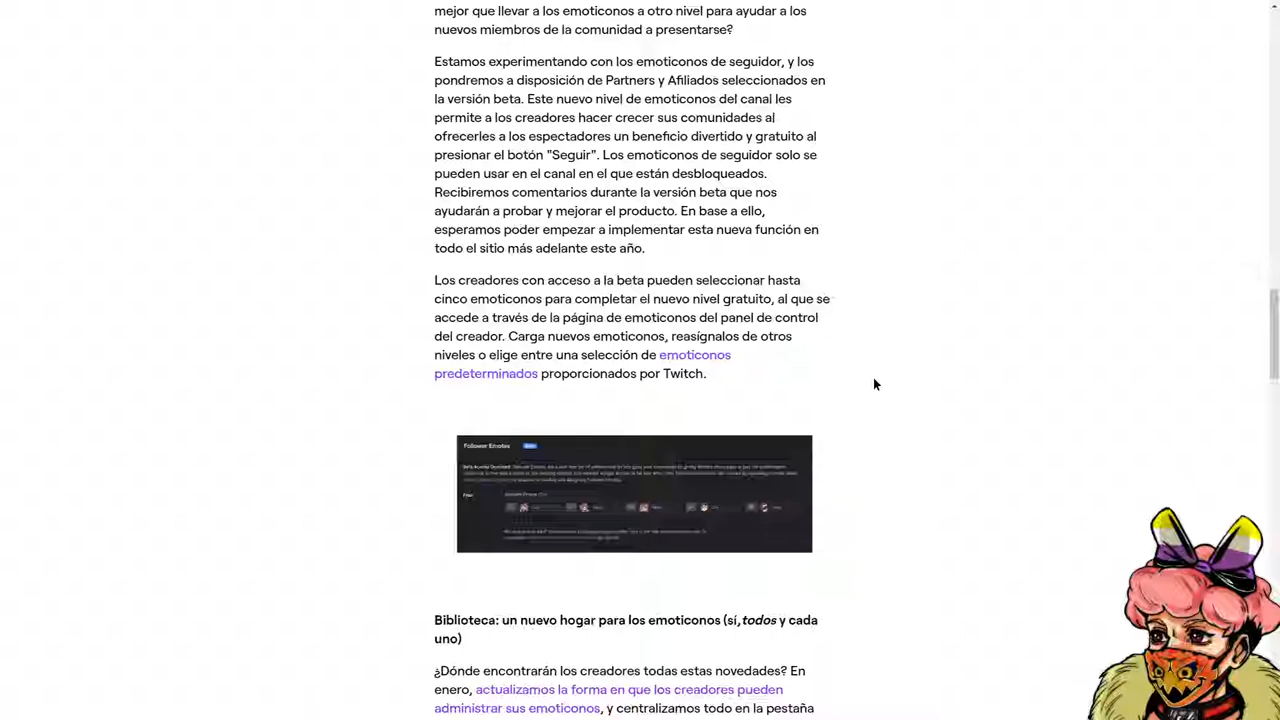 mejor que llevar a los emoticonos a otro nivel para ayudar a los
nuevos miembros de la comunidad a presentarse?
Estamos experimentando con los emoticonos de seguidor, y los
pondremos a disposición de Partners y Afiliados seleccionados en
la versión beta. Este nuevo nivel de emoticonos del canal les
permite a los creadores hacer crecer sus comunidades al
ofrecerles a los espectadores un beneficio divertido y gratuito al
presionar el botón "Seguir". Los emoticonos de seguidor solo se
pueden usar en el canal en el que están desbloqueados.
Recibiremos comentarios durante la versión beta que nos
ayudarán a probar y mejorar el producto. En base a ello,
esperamos poder empezar a implementar esta nueva función en
todo el sitio más adelante este año.
Los creadores con acceso a la beta pueden seleccionar hasta
cinco emoticonos para completar el nuevo nivel gratuito, al que se
accede a través de la página de emoticonos del panel de control
del creador. Carga nuevos emoticonos, reasígnalos de otros
niveles o elige entre una selección de emoticonos
predeterminados proporcionados por Twitch.
Follower Emotes
Biblioteca: un nuevo hogar para los emoticonos (sí, todos y cada
uno)
¿Dónde encontrarán los creadores todas estas novedades? En
enero, actualizamos la forma en que los creadores pueden
administrar sus emoticonos, y centralizamos todo en la pestaña